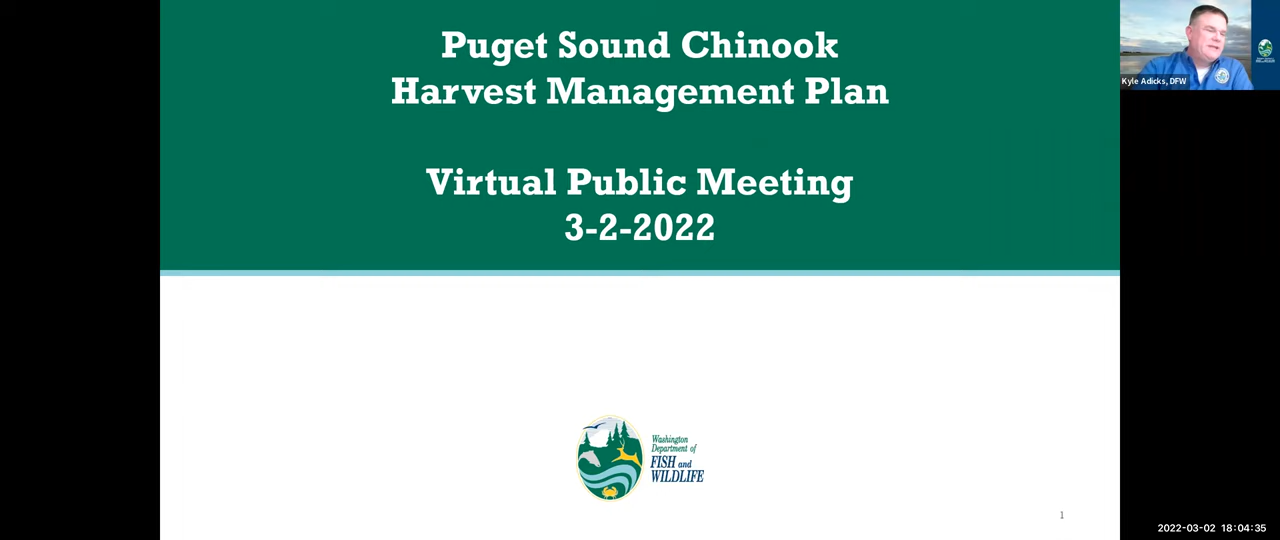 Puget Sound Chinook
Harvest Management Plan
Virtual Public Meeting
3-2-2022
Kyle Adicks, DFW
Washington
Department of
FISH and
WILDLIFE
1
2022-03-02 18:04:35